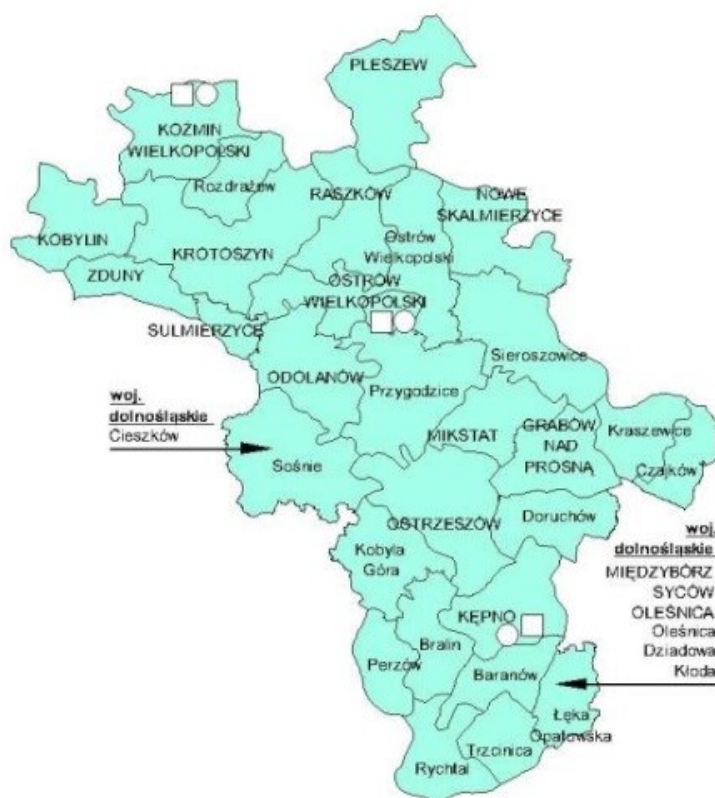 PLESZEW
KOŹMIN
WIELKOPOLSKI
Rozdrażew
RASZKÓW
NOWE
SKALMIERZYCE
KOBYLIN
KROTOSZYN
Ostrów
Wielkopolski
ZDUNY
OSTRÓW
WIELKOPOLSKI
SULMIERZYCE
Sieroszowice
ODOLANÓW
Przygodzice
woj.
dolnośląskie
Cieszków
MIKSTAT
GRABÓW
NAD
PROSNĄ
Kraszewice
Czajków
Sośnie
OSTRZESZÓW
Doruchów
Kobyla
Góra
woj.
dolnośląskie
MIĘDZYBÓRZ
SYCÓW
OLEŚNICA
Oleśnica
Dziadowa
Kłoda
KĘPNO
Bralin
Perzów
Baranów
Łęka
Opatowska
Trzcinica
Rychtal